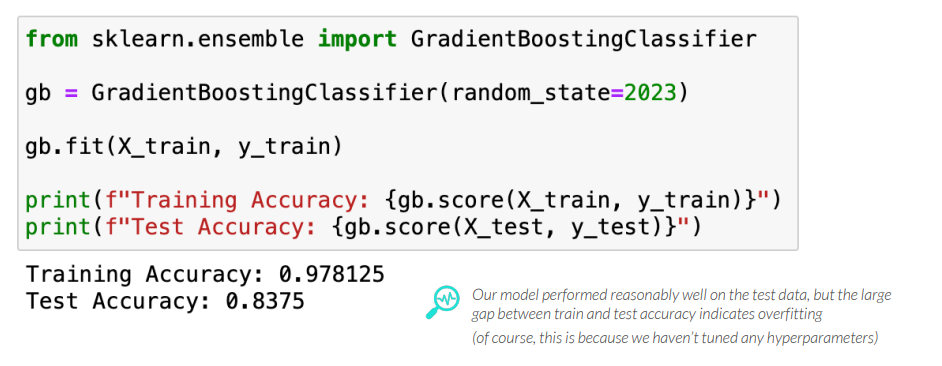 from sklearn.ensemble import GradientBoostingClassifier
gb = GradientBoostingClassifier(random_state=2023)
gb.fit(X_train, y_train)
print(f"Training Accuracy: {gb.score(X_train, y_train)}")
print(f"Test Accuracy: {gb.score(X_test, y_test)}")
Training Accuracy: 0.978125
Test Accuracy: 0.8375
Our model performed reasonably well on the test data, but the large
gap between train and test accuracy indicates overfitting
(of course, this is because we haven't tuned any hyperparameters)